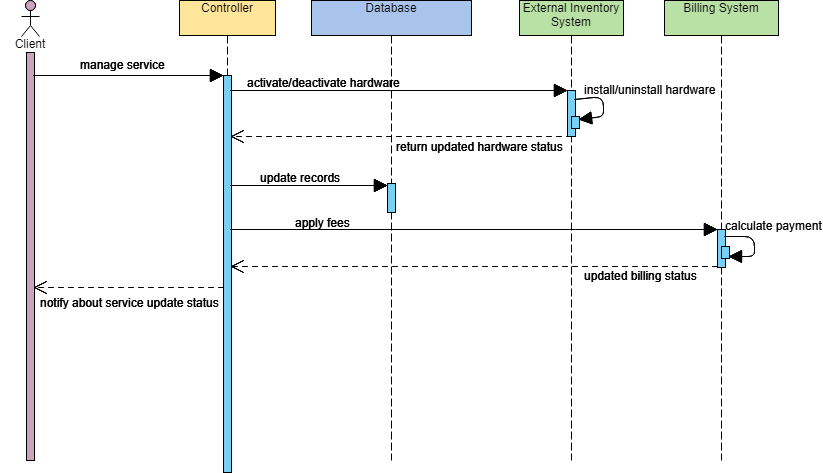 Client
Controller
Database
External Inventory
System
Billing System
manage service
activate/deactivate hardware
install/uninstall hardware
return updated hardware status
update records
apply fees
calculate payment
updated billing status
notify about service update status